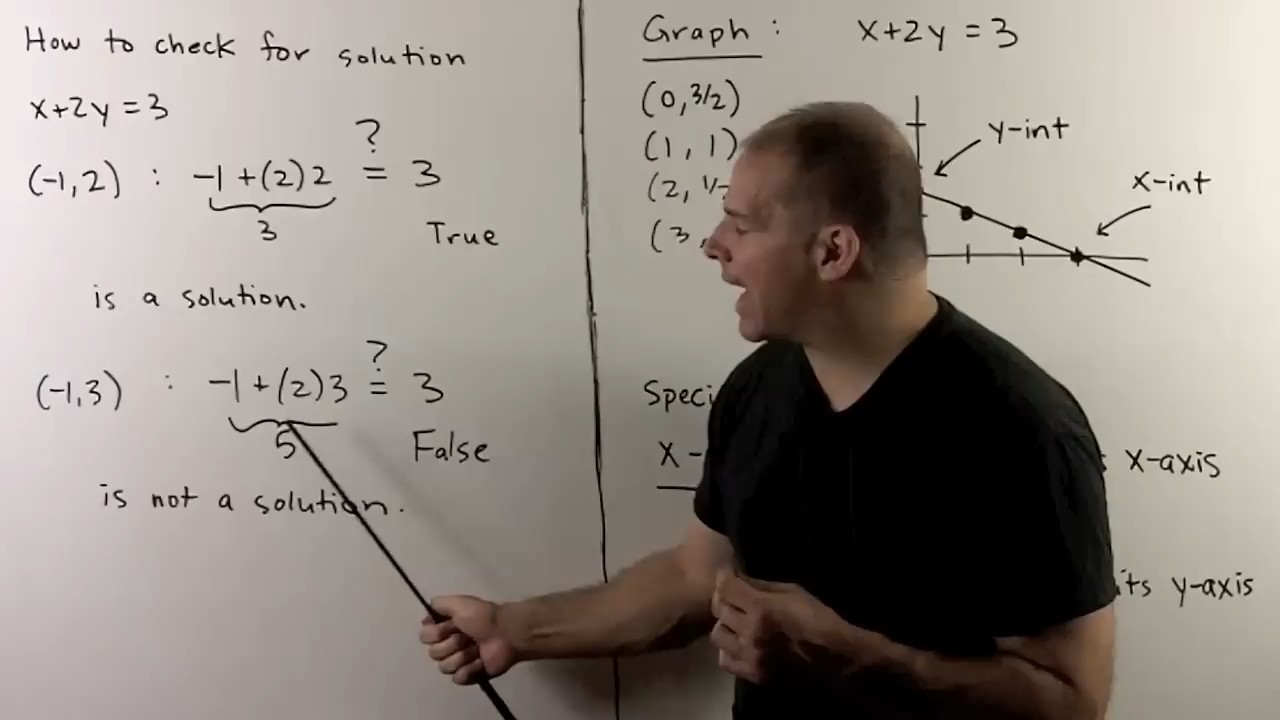 How to check for solution
x+2y=3
(-1,2) : -1+(2)2 ?= 3
3
True
is a solution.
(-1,3) : -1+(2)3 ?= 3
5
False
is not a solution.
Graph : x+2y=3
(0,3/2)
(1,1)
(2,
(3,
y-int
x-int
x-
x-axis
y-axis